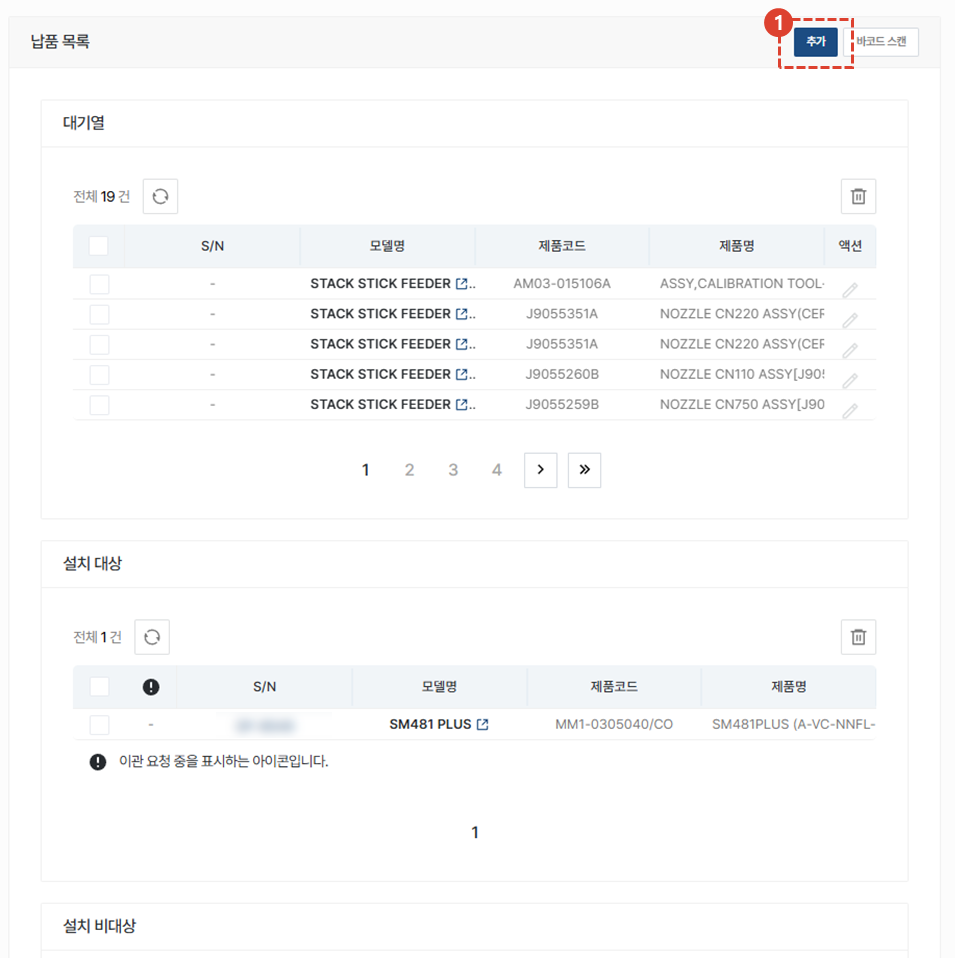 1
납품 목록
추가
바코드 스캔
대기열
전체 19 건
S/N 모델명 제품코드 제품명 액션
- STACK STICK FEEDER .. AM03-015106A ASSY,CALIBRATION TOOL-
- STACK STICK FEEDER .. J9055351A NOZZLE CN220 ASSY(CER
- STACK STICK FEEDER .. J9055351A NOZZLE CN220 ASSY(CER
- STACK STICK FEEDER .. J9055260B NOZZLE CN110 ASSY[J905
- STACK STICK FEEDER .. J9055259B NOZZLE CN750 ASSY[J90
1 2 3 4 > »
설치 대상
전체 1 건
! S/N 모델명 제품코드 제품명
- SM481 PLUS MM1-0305040/CO SM481PLUS (A-VC-NNFL-
! 이관 요청 중을 표시하는 아이콘입니다.
1
설치 비대상